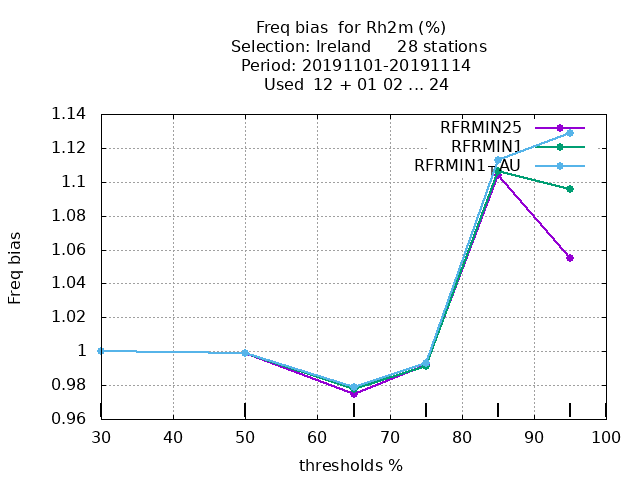 Freq bias  for Rh2m (%)
Selection: Ireland     28 stations
Period: 20191101-20191114
Used  12 + 01 02 ... 24
RFRMIN25
RFRMIN1
RFRMIN1+AU
1.14
1.12
1.1
1.08
1.06
1.04
1.02
1
0.98
0.96
Freq bias
30 40 50 60 70 80 90 100
thresholds %